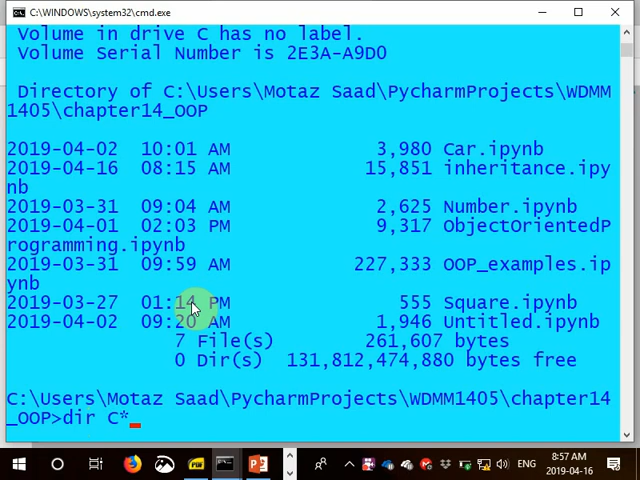 C:\WINDOWS\system32\cmd.exe
Volume in drive C has no label.
Volume Serial Number is 2E3A-A9D0
Directory of C:\Users\Motaz Saad\PycharmProjects\WDMM
1405\chapter14_OOP
2019-04-02 10:01 AM 3,980 Car.ipynb
2019-04-16 08:15 AM 15,851 inheritance.ipy
nb
2019-03-31 09:04 AM 2,625 Number.ipynb
2019-04-01 02:03 PM 9,317 ObjectOrientedP
rogramming.ipynb
2019-03-31 09:59 AM 227,333 OOP_examples.ip
ynb
2019-03-27 01:14 PM 555 Square.ipynb
2019-04-02 09:20 AM 1,946 Untitled.ipynb
7 File(s) 261,607 bytes
0 Dir(s) 131,812,474,880 bytes free
C:\Users\Motaz Saad\PycharmProjects\WDMM1405\chapter14
_OOP>dir C*
ENG
8:57 AM
2019-04-16